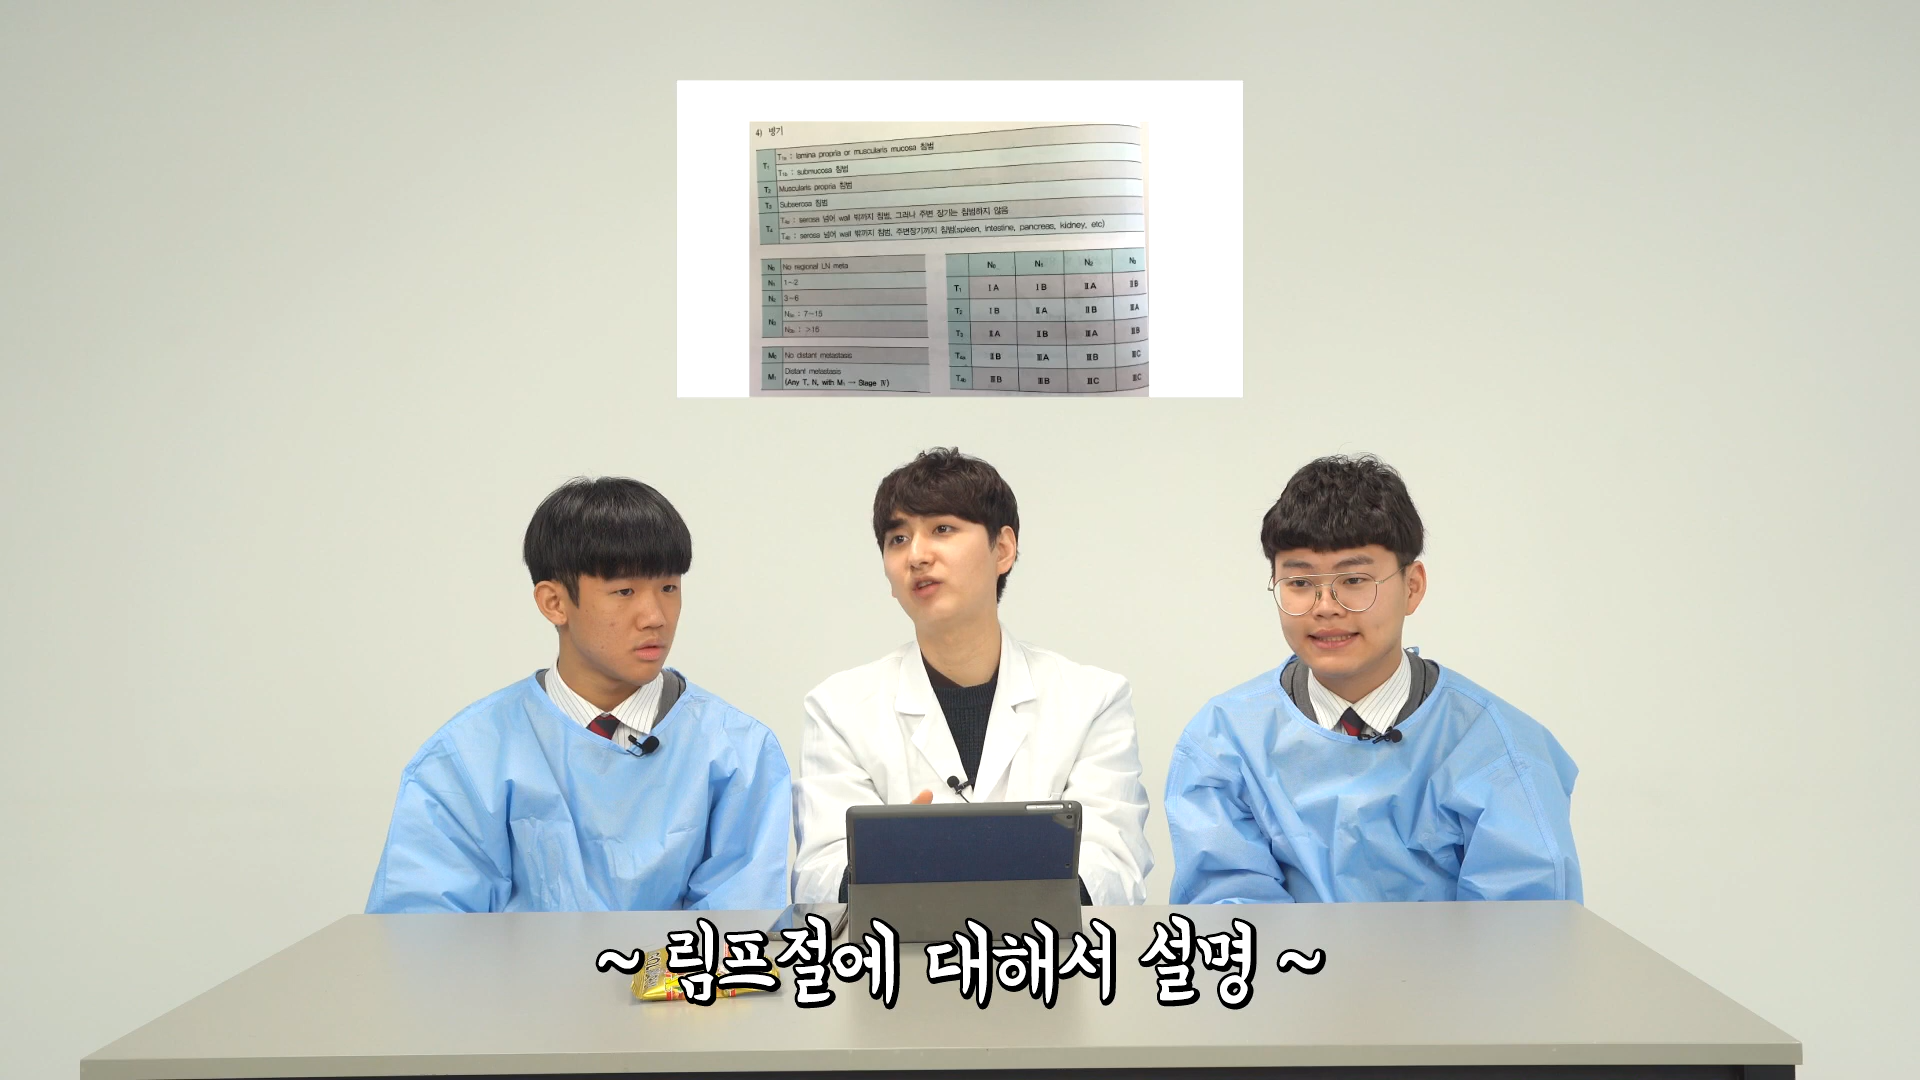 4) 병기
T₁ T₁ₐ : lamina propria or muscularis mucosa 침범
T₁ᵦ : submucosa 침범
T₂ Muscularis propria 침범
T₃ Subserosa 침범
T₄ T₄ₐ : serosa 넘어 wall 밖까지 침범, 그러나 주변 장기는 침범하지 않음
T₄ᵦ : serosa 넘어 wall 밖까지 침범, 주변장기까지 침범(spleen, intestine, pancreas, kidney, etc)
N₀ No regional LN meta
N₁ 1~2
N₂ 3~6
N₃ N₃ₐ : 7~15
N₃ᵦ : >16
M₀ No distant metastasis
M₁ Distant metastasis
(Any T, N, with M₁ → Stage Ⅳ)
N₀ N₁ N₂ N₃
T₁ ⅠA ⅠB ⅡA ⅡB
T₂ ⅠB ⅡA ⅡB ⅢA
T₃ ⅡA ⅡB ⅢA ⅢB
T₄ₐ ⅡB ⅢA ⅢB ⅢC
T₄ᵦ ⅢB ⅢB ⅢC ⅢC
~ 림프절에 대해서 설명 ~